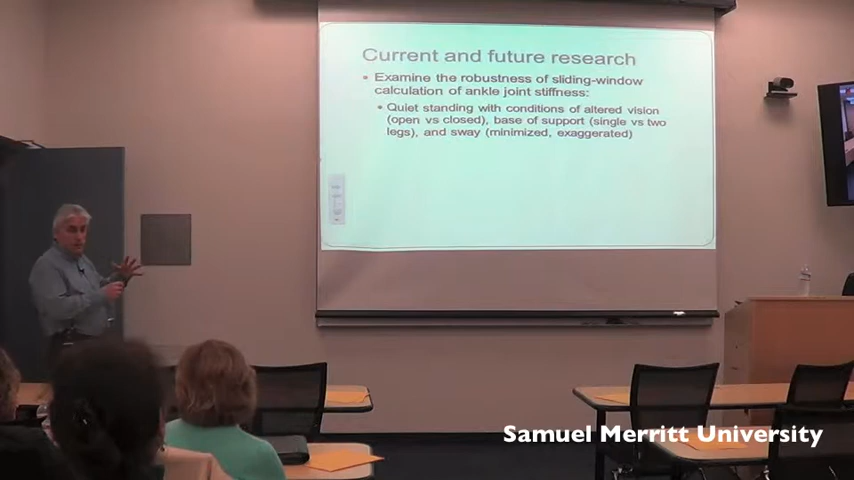 Current and future research
• Examine the robustness of sliding-window
calculation of ankle joint stiffness:
• Quiet standing with conditions of altered vision
(open vs closed), base of support (single vs two
legs), and sway (minimized, exaggerated)
Samuel Merritt University